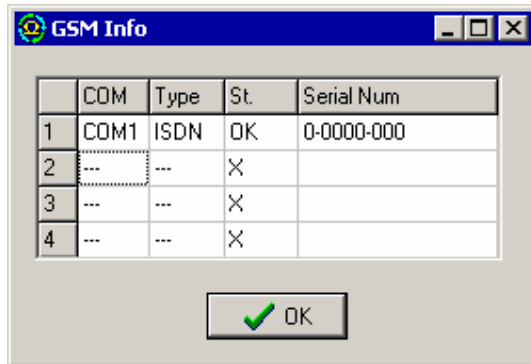 GSM Info
COM Type St. Serial Num
1 COM1 ISDN OK 0-0000-000
2 --- --- X
3 --- --- X
4 --- --- X
OK